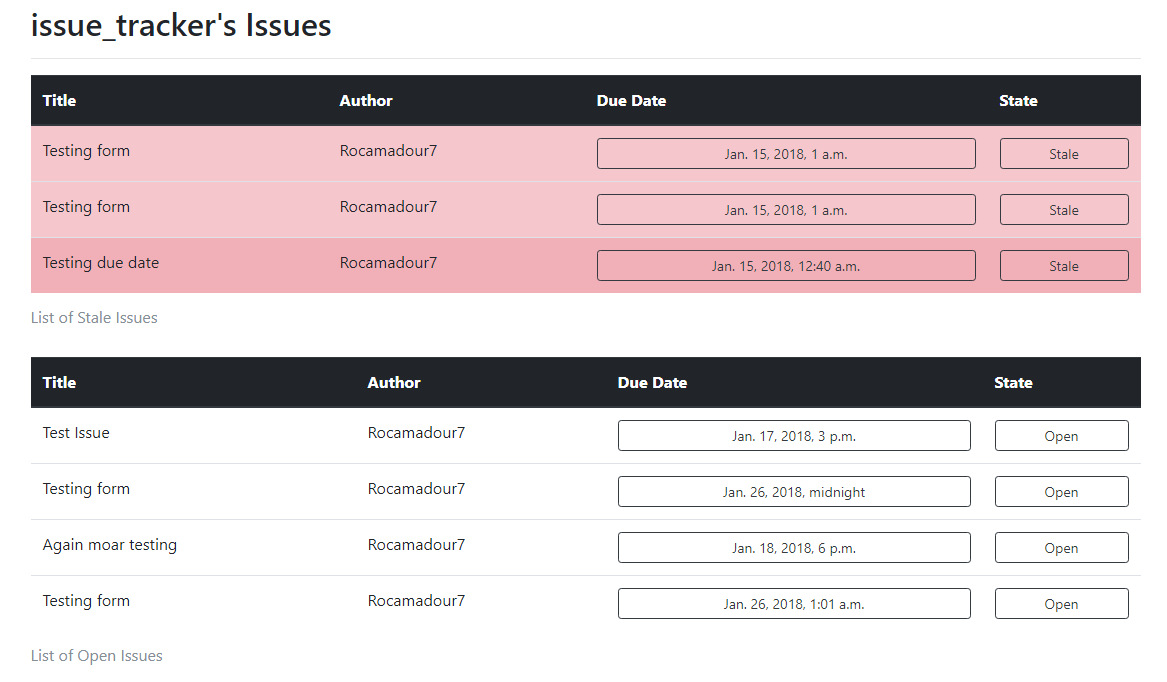 issue_tracker's Issues
Title Author Due Date State
Testing form Rocamadour7 Jan. 15, 2018, 1 a.m. Stale
Testing form Rocamadour7 Jan. 15, 2018, 1 a.m. Stale
Testing due date Rocamadour7 Jan. 15, 2018, 12:40 a.m. Stale
List of Stale Issues
Title Author Due Date State
Test Issue Rocamadour7 Jan. 17, 2018, 3 p.m. Open
Testing form Rocamadour7 Jan. 26, 2018, midnight Open
Again moar testing Rocamadour7 Jan. 18, 2018, 6 p.m. Open
Testing form Rocamadour7 Jan. 26, 2018, 1:01 a.m. Open
List of Open Issues